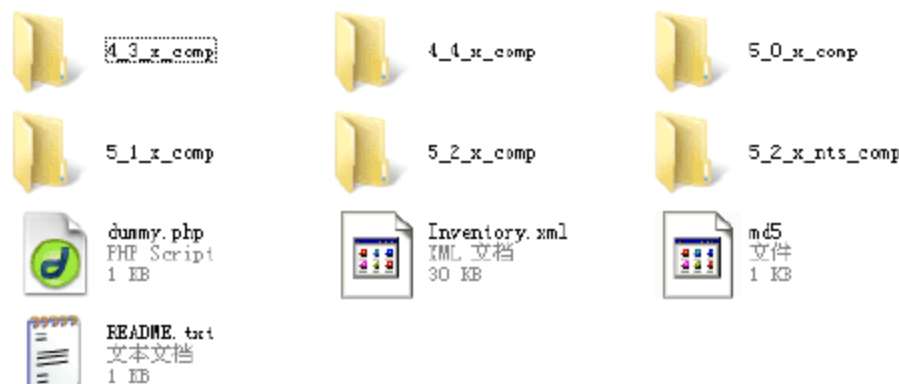 4_3_x_comp
4_4_x_comp
5_0_x_comp
5_1_x_comp
5_2_x_comp
5_2_x_nts_comp
dummy.php
PHP Script
1 KB
Inventory.xml
XML 文档
30 KB
md5
文件
1 KB
README.txt
文本文档
1 KB